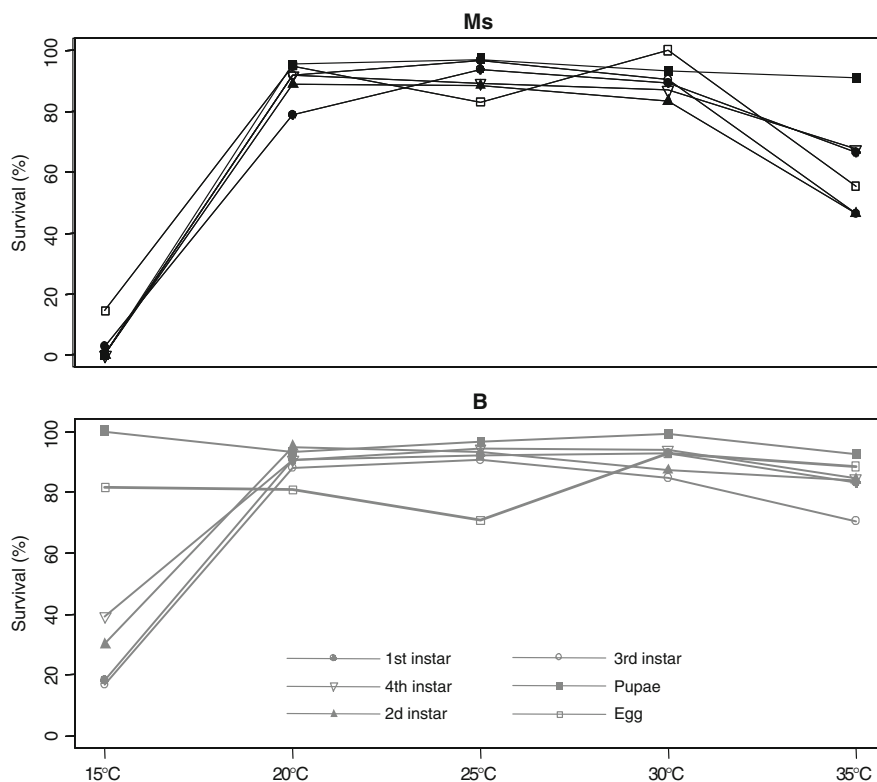 Ms
Survival (%)
100
80
60
40
20
0
B
Survival (%)
100
80
60
40
20
0
1st instar
3rd instar
4th instar
Pupae
2d instar
Egg
15°C 20°C 25°C 30°C 35°C